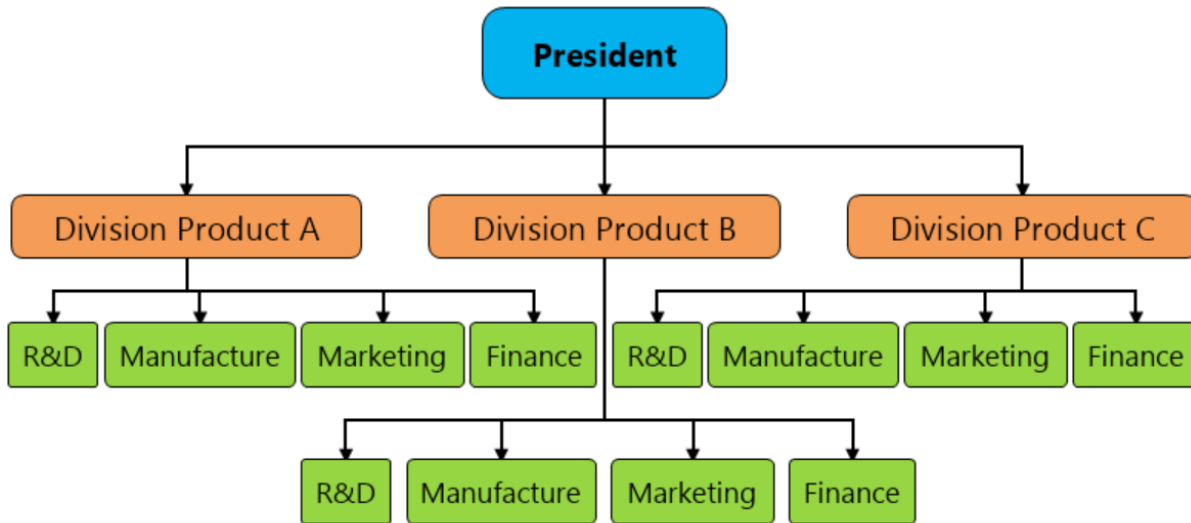 President
Division Product A
Division Product B
Division Product C
R&D
Manufacture
Marketing
Finance
R&D
Manufacture
Marketing
Finance
R&D
Manufacture
Marketing
Finance